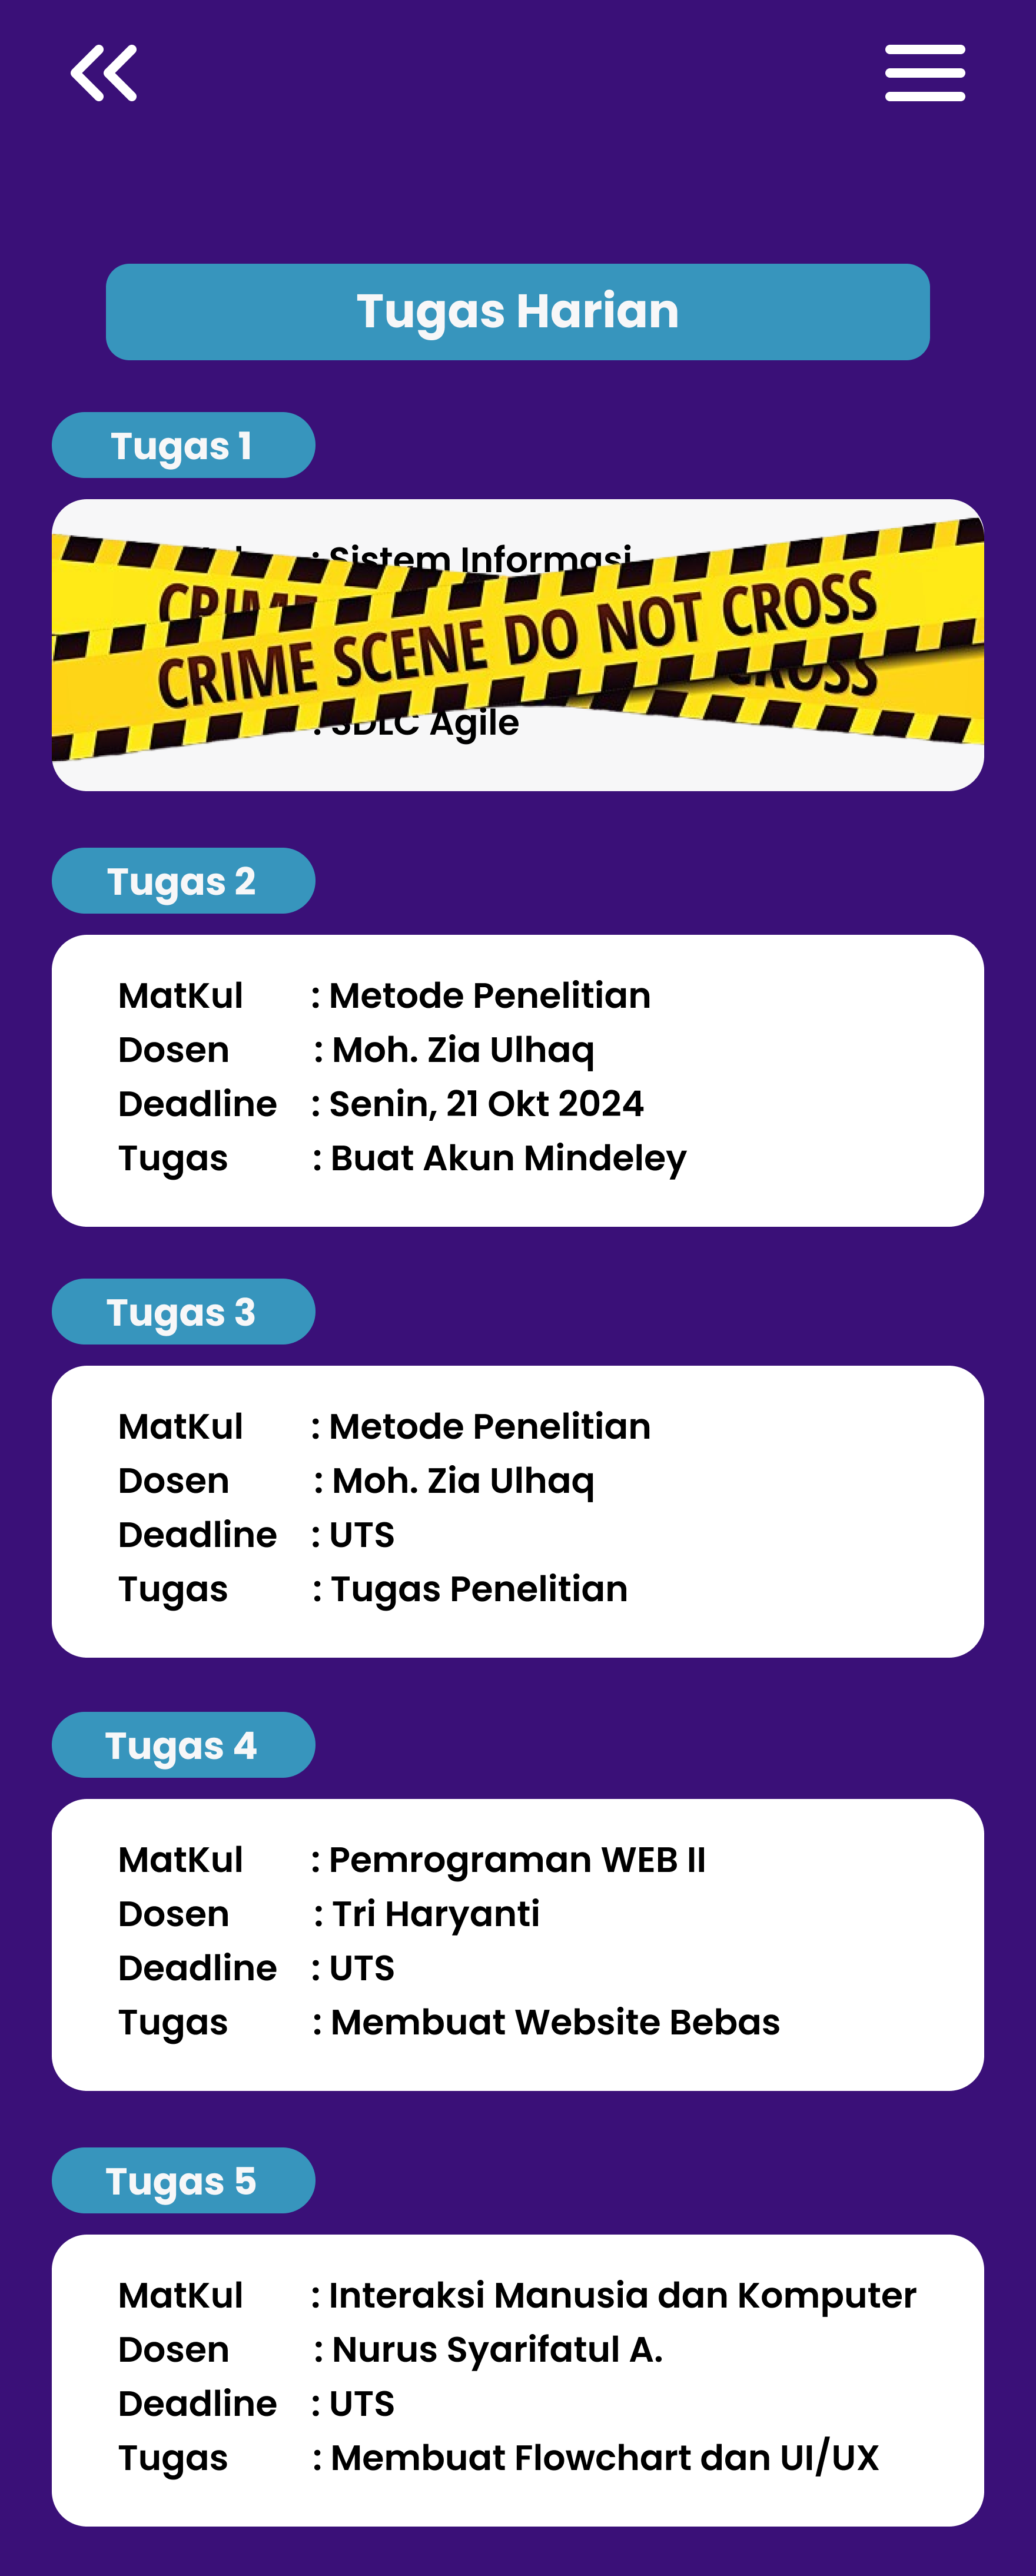 Tugas Harian
Tugas 1
: Sistem Informasi
CRIME
CRIME SCENE DO NOT CROSS
CROSS
: SDLC Agile
Tugas 2
MatKul : Metode Penelitian
Dosen : Moh. Zia Ulhaq
Deadline : Senin, 21 Okt 2024
Tugas : Buat Akun Mindeley
Tugas 3
MatKul : Metode Penelitian
Dosen : Moh. Zia Ulhaq
Deadline : UTS
Tugas : Tugas Penelitian
Tugas 4
MatKul : Pemrograman WEB II
Dosen : Tri Haryanti
Deadline : UTS
Tugas : Membuat Website Bebas
Tugas 5
MatKul : Interaksi Manusia dan Komputer
Dosen : Nurus Syarifatul A.
Deadline : UTS
Tugas : Membuat Flowchart dan UI/UX